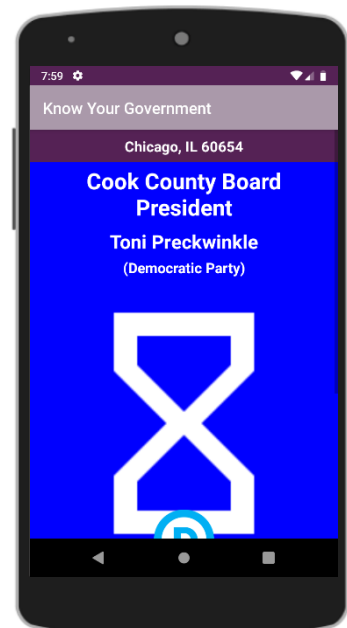 7:59
Know Your Government
Chicago, IL 60654
Cook County Board
President
Toni Preckwinkle
(Democratic Party)
D